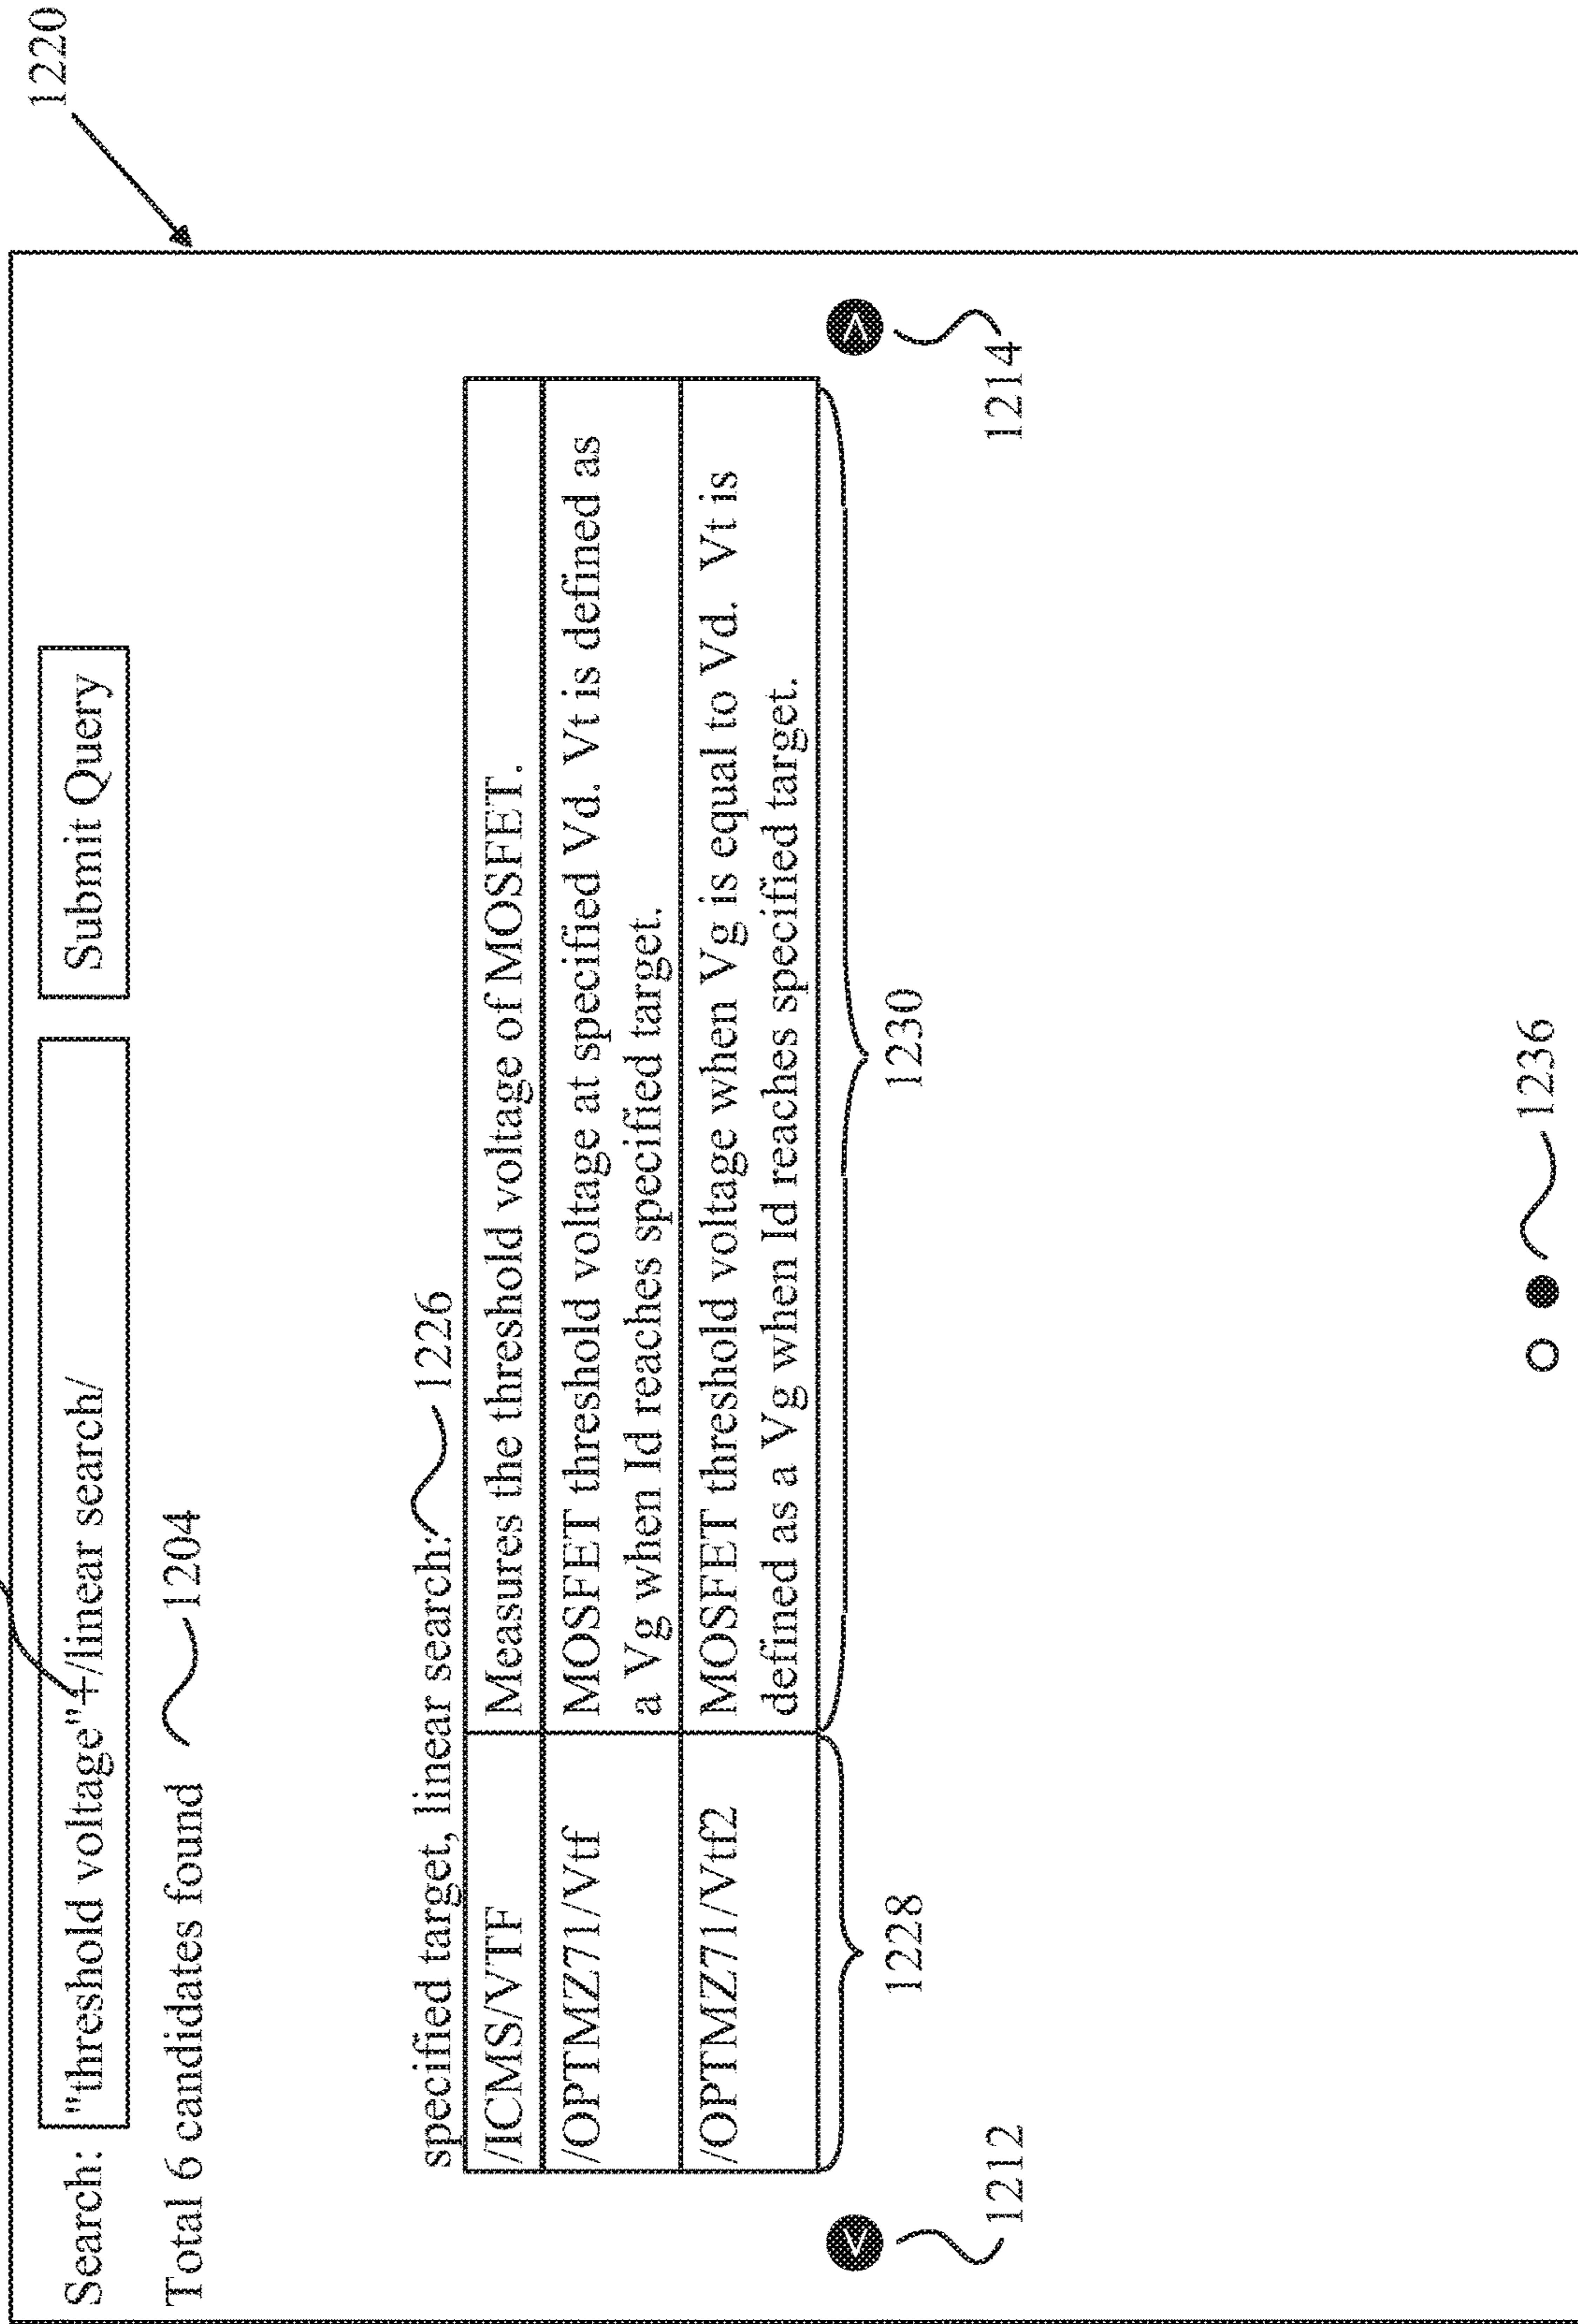 1220
Search: "threshold voltage"+/linear search/ Submit Query
Total 6 candidates found 1204
specified target, linear search: 1226
/ICMS/VTF Measures the threshold voltage of MOSFET.
/OPTMZ71/Vtf MOSFET threshold voltage at specified Vd. Vt is defined as
a Vg when Id reaches specified target.
/OPTMZ71/Vtf2 MOSFET threshold voltage when Vg is equal to Vd. Vt is
defined as a Vg when Id reaches specified target.
< >
1228 1230
1212 1214
1236